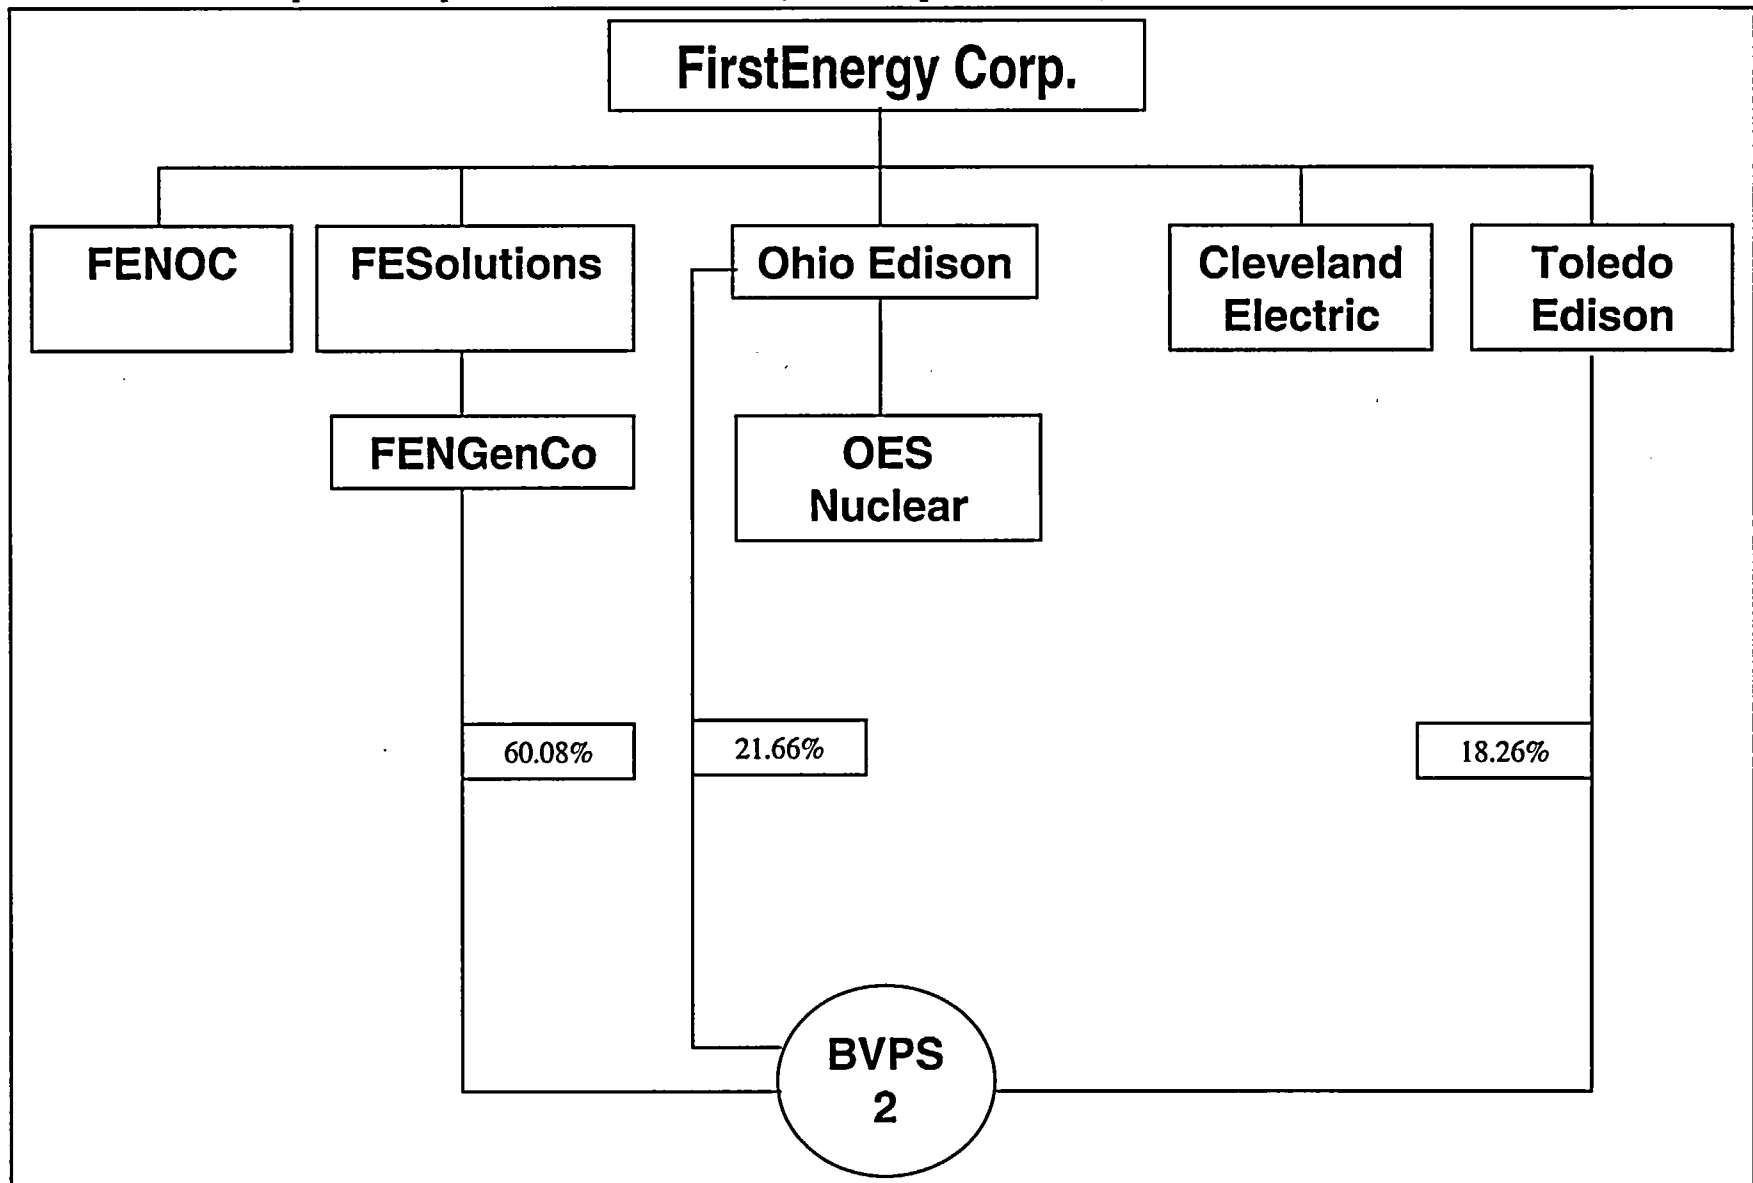 FirstEnergy Corp.
FENOC
FESolutions
Ohio Edison
Cleveland
Electric
Toledo
Edison
FENGenCo
OES
Nuclear
60.08%
21.66%
18.26%
BVPS
2